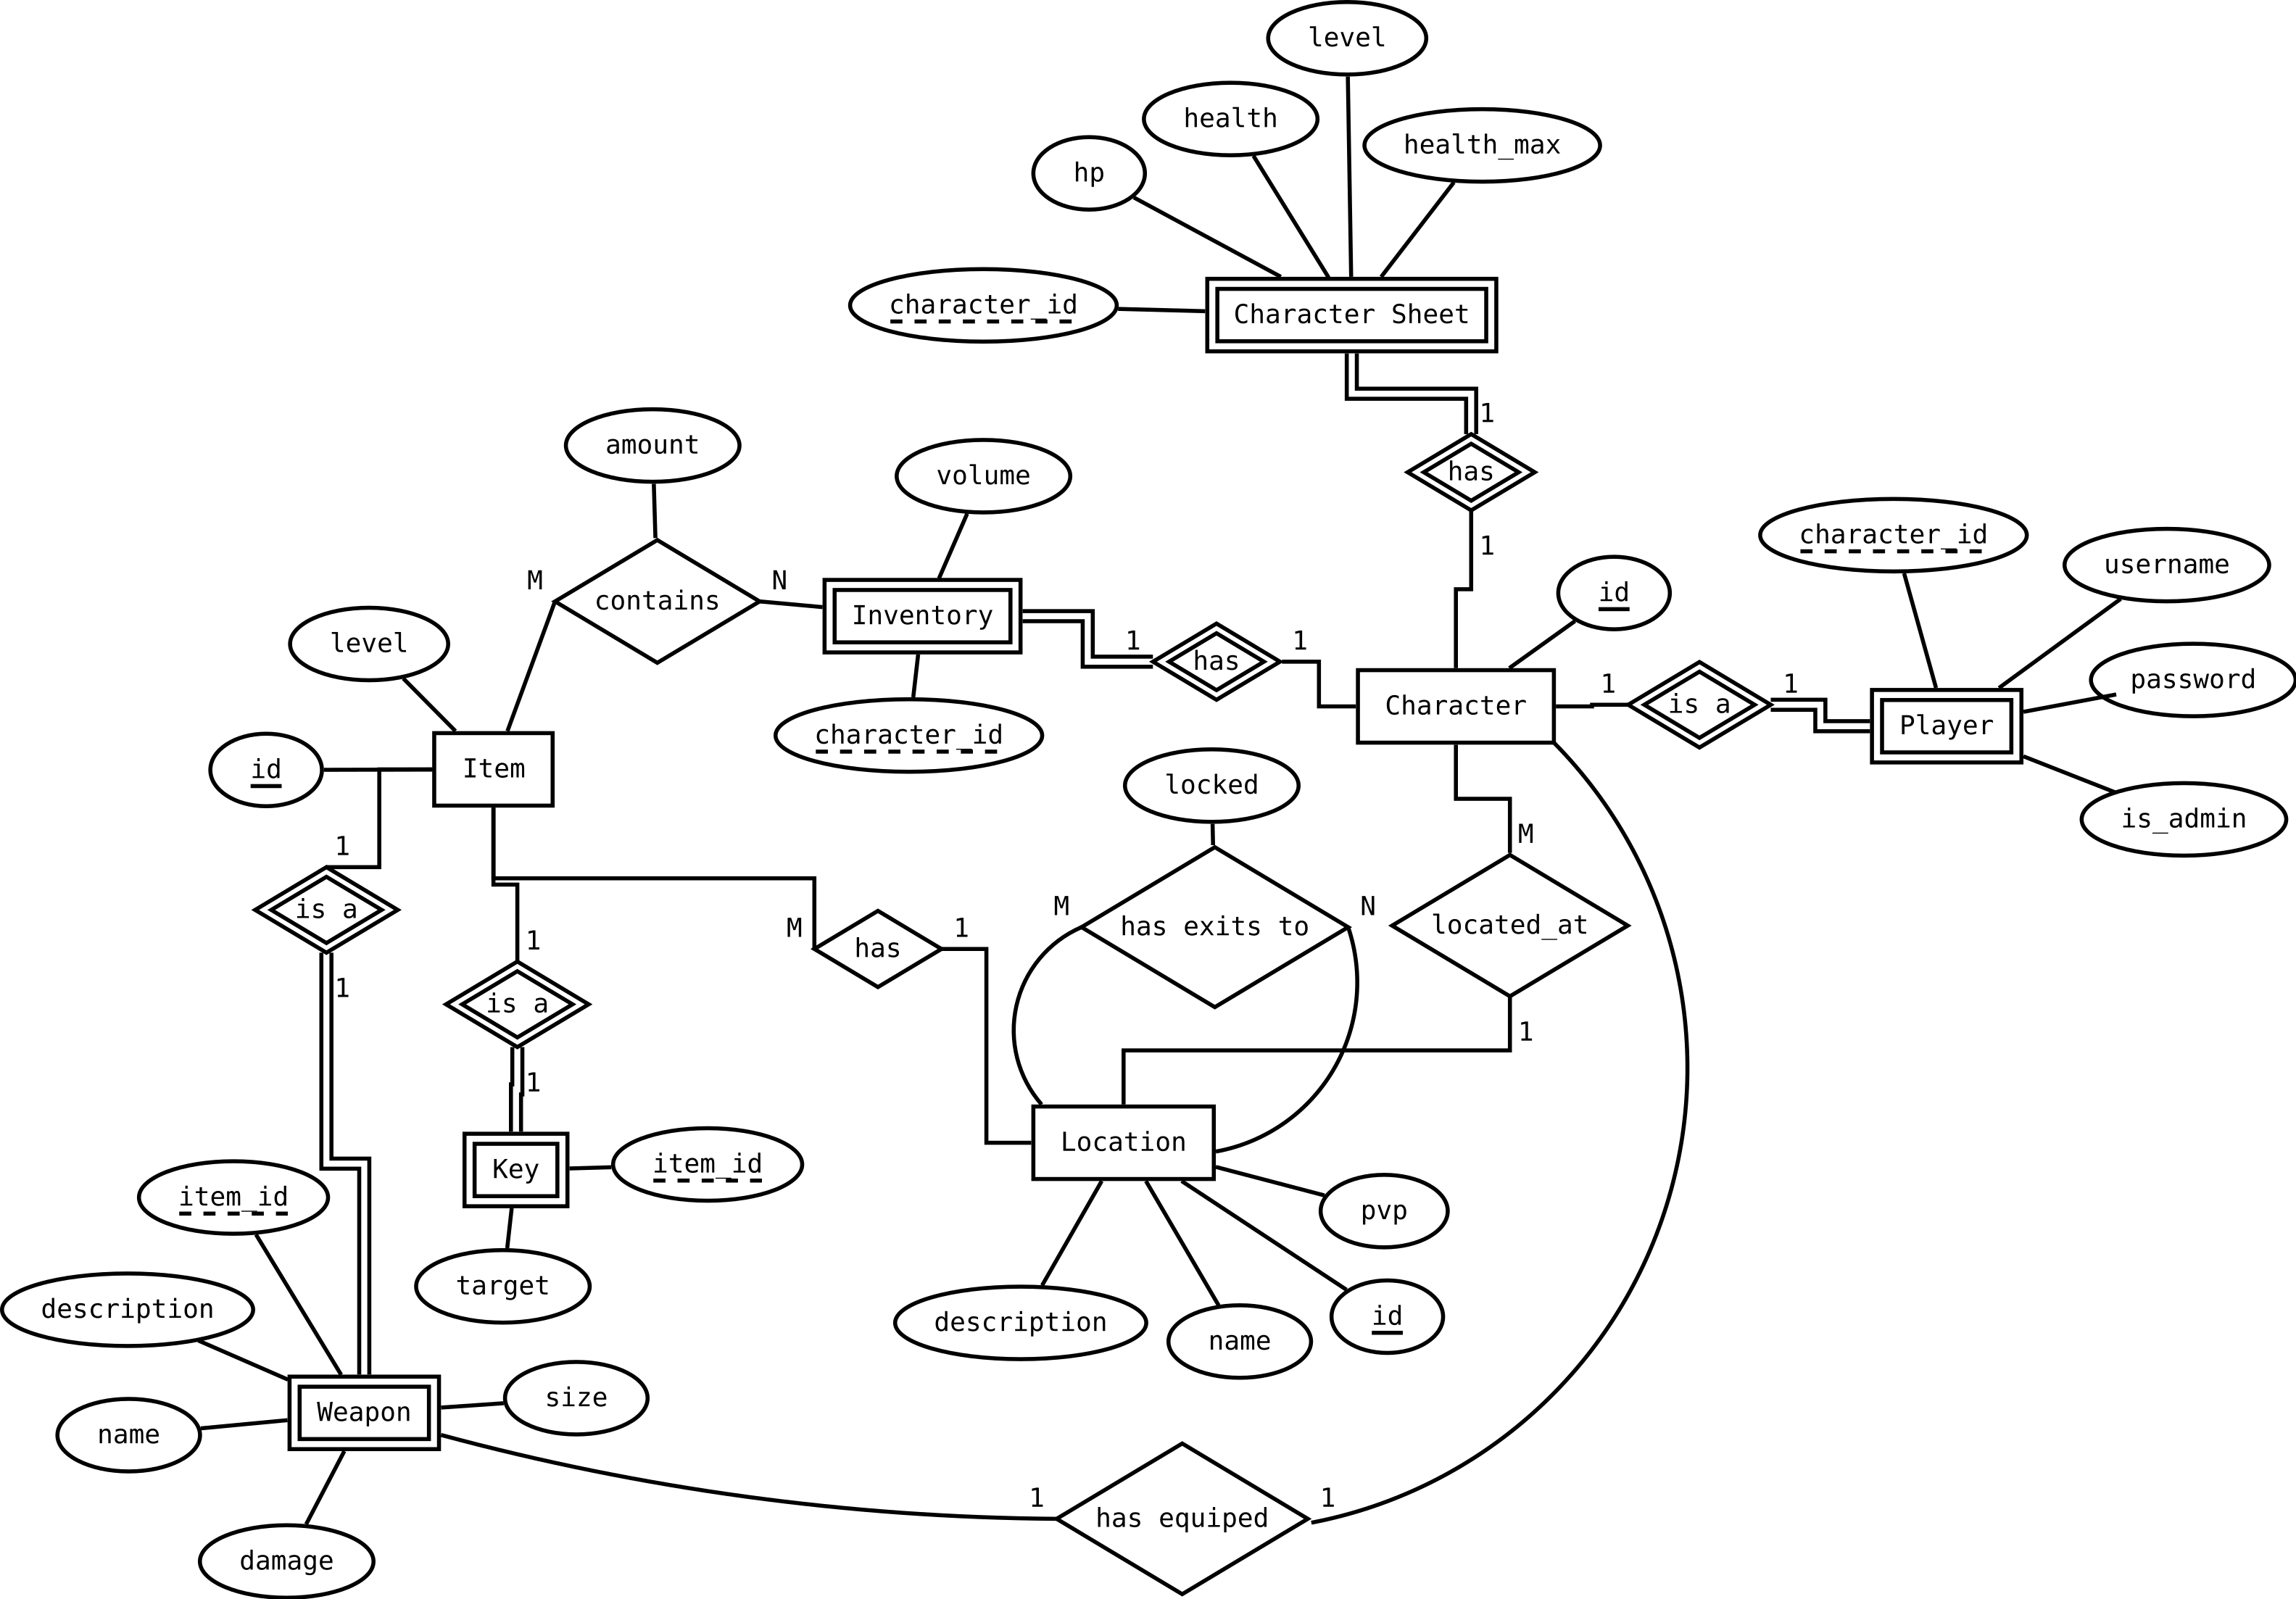 level
health
health_max
hp
character_id
Character Sheet
1
has
1
amount
volume
M
contains
N
Inventory
1
has
1
character_id
level
id
Item
id
Character
1
is a
1
character_id
username
password
Player
is_admin
locked
M
has exits to
N
M
located_at
1
1
is a
1
1
is a
1
M
has
1
Location
Key
item_id
target
item_id
description
pvp
description
name
id
Weapon
size
name
damage
1
has equiped
1